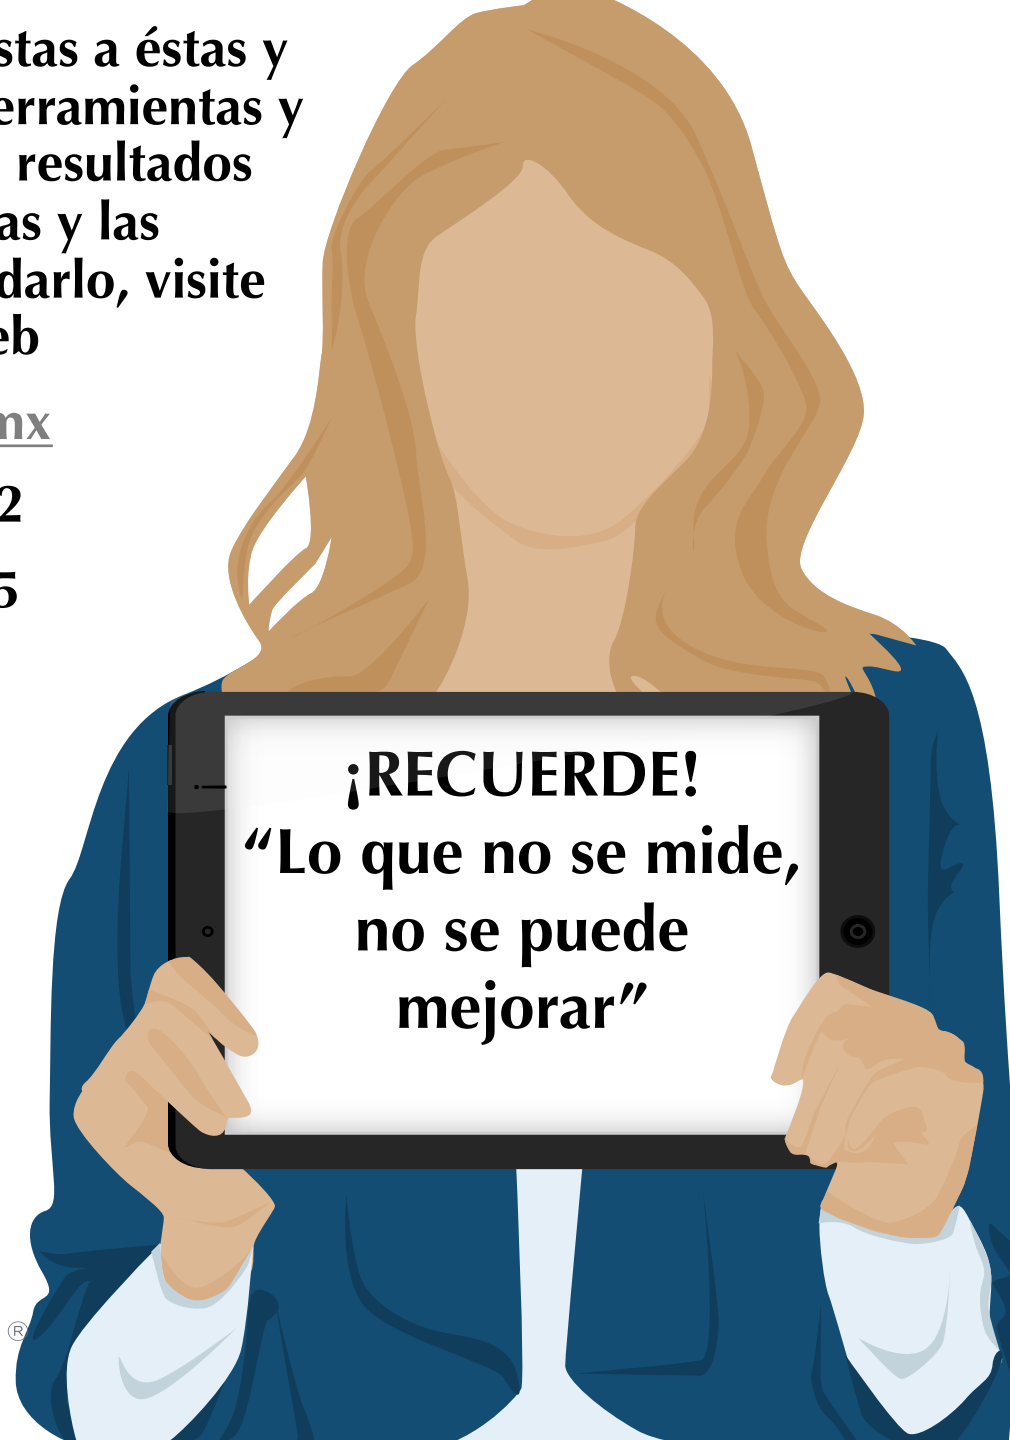 stas a éstas y
erramientas y
resultados
as y las
darlo, visite
eb
mx
2
5
¡RECUERDE!
“Lo que no se mide,
no se puede
mejorar”
®